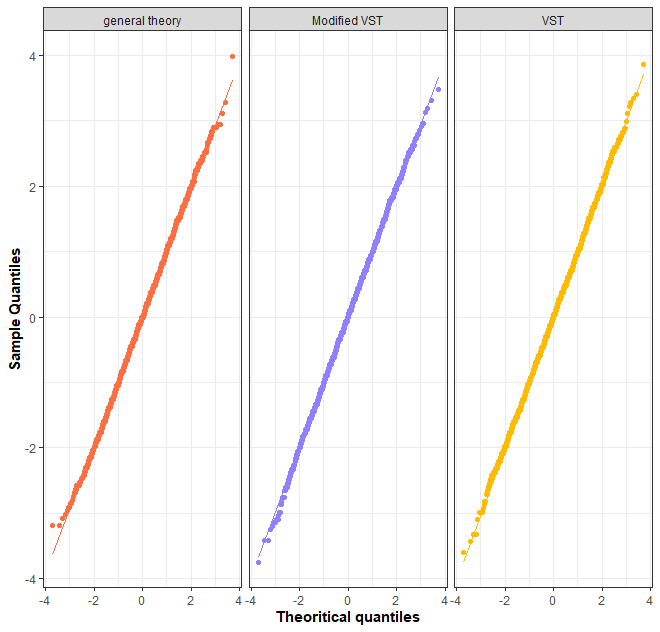 general theory
Modified VST
VST
Sample Quantiles
4
2
0
-2
-4
-4 -2 0 2 4
-4 -2 0 2 4
-4 -2 0 2 4
Theoritical quantiles